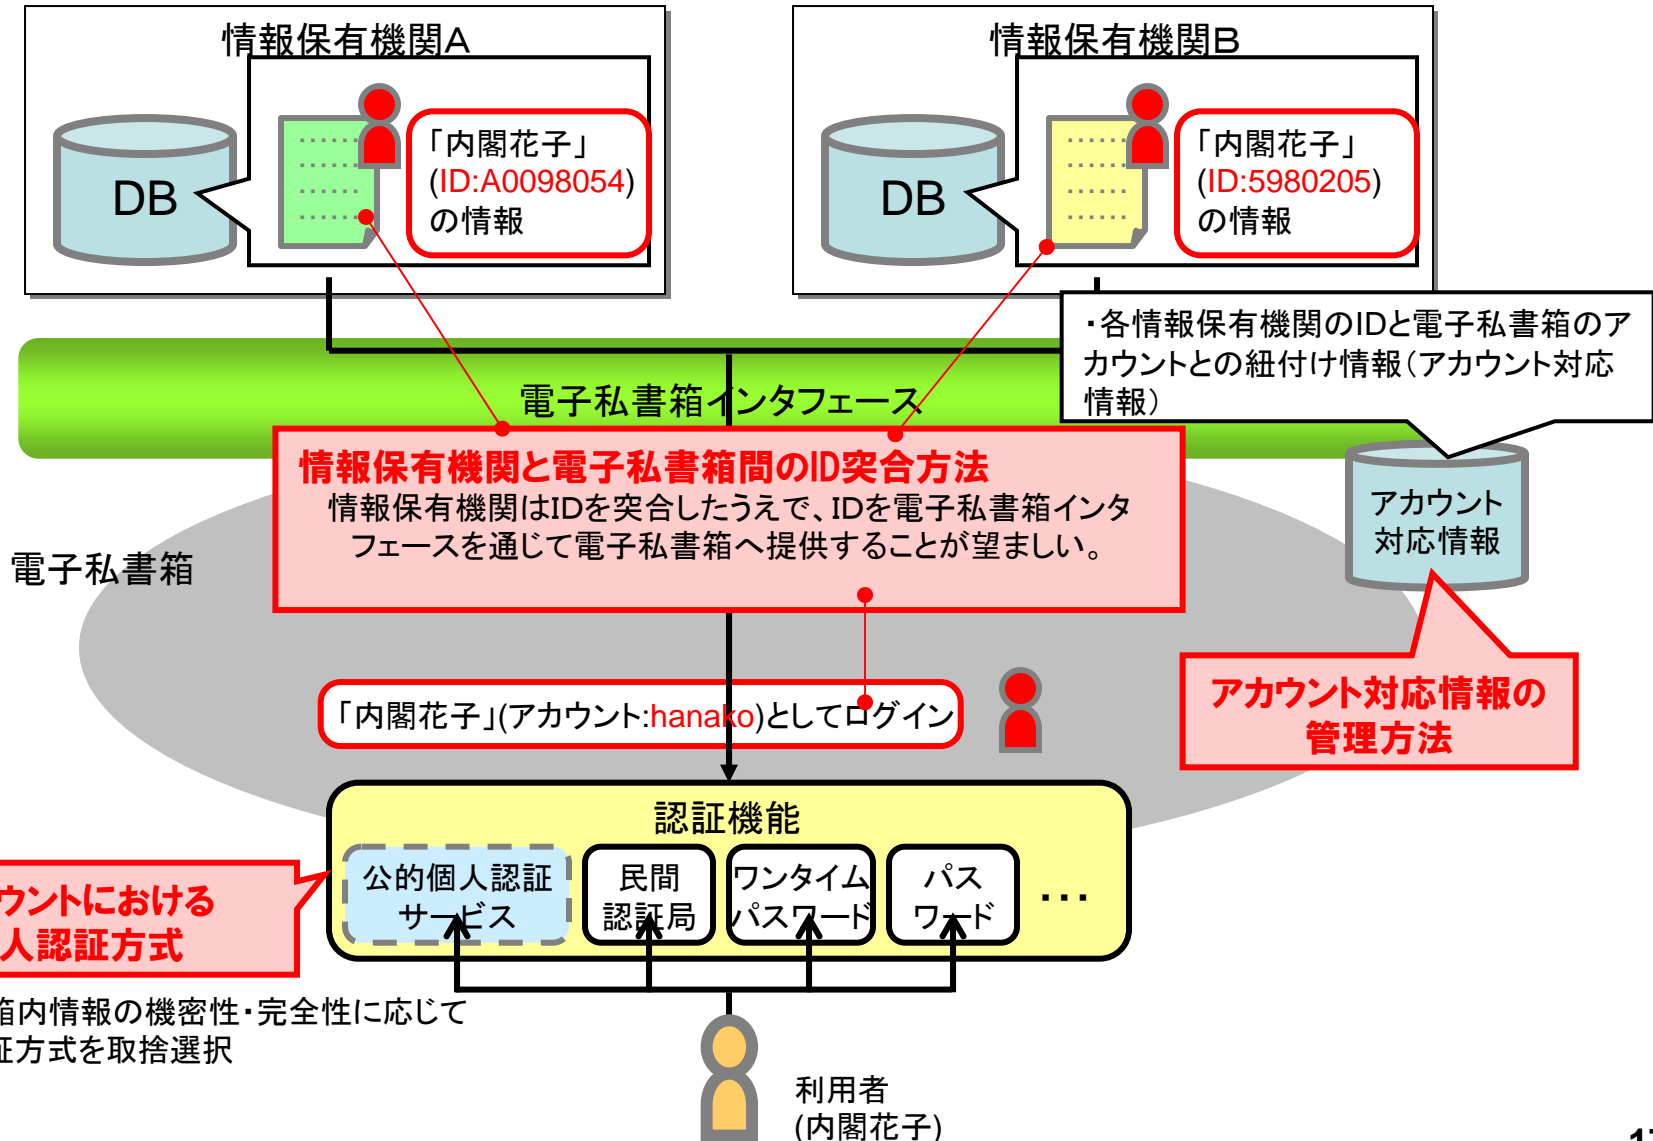 情報保有機関A
DB
「内閣花子」
(ID:A0098054)
の情報
情報保有機関B
DB
「内閣花子」
(ID:5980205)
の情報
・各情報保有機関のIDと電子私書箱のア
カウントとの紐付け情報(アカウント対応
情報)
電子私書箱インタフェース
情報保有機関と電子私書箱間のID突合方法
情報保有機関はIDを突合したうえで、IDを電子私書箱インタ
フェースを通じて電子私書箱へ提供することが望ましい。
アカウント
対応情報
電子私書箱
アカウント対応情報の
管理方法
「内閣花子」(アカウント:hanako)としてログイン
認証機能
公的個人認証
サービス
民間
認証局
ワンタイム
パスワード
パス
ワード
・・・
ウントにおける
人認証方式
箱内情報の機密性・完全性に応じて
証方式を取捨選択
利用者
(内閣花子)